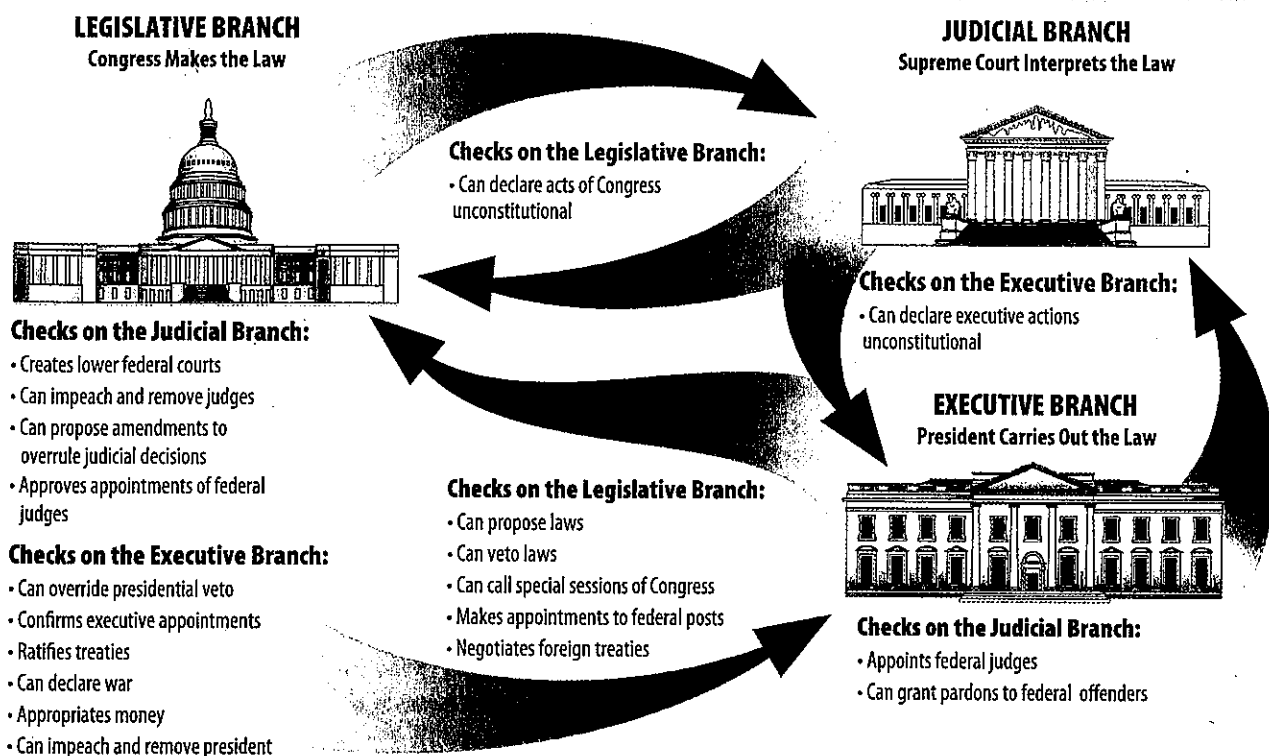 LEGISLATIVE BRANCH
Congress Makes the Law
Checks on the Judicial Branch:
• Creates lower federal courts
• Can impeach and remove judges
• Can propose amendments to
overrule judicial decisions
• Approves appointments of federal
judges
Checks on the Executive Branch:
• Can override presidential veto
• Confirms executive appointments
• Ratifies treaties
• Can declare war
• Appropriates money
• Can impeach and remove president
Checks on the Legislative Branch:
• Can declare acts of Congress
unconstitutional
Checks on the Legislative Branch:
• Can propose laws
• Can veto laws
• Can call special sessions of Congress
• Makes appointments to federal posts
• Negotiates foreign treaties
JUDICIAL BRANCH
Supreme Court Interprets the Law
Checks on the Executive Branch:
• Can declare executive actions
unconstitutional
EXECUTIVE BRANCH
President Carries Out the Law
Checks on the Judicial Branch:
• Appoints federal judges
• Can grant pardons to federal offenders